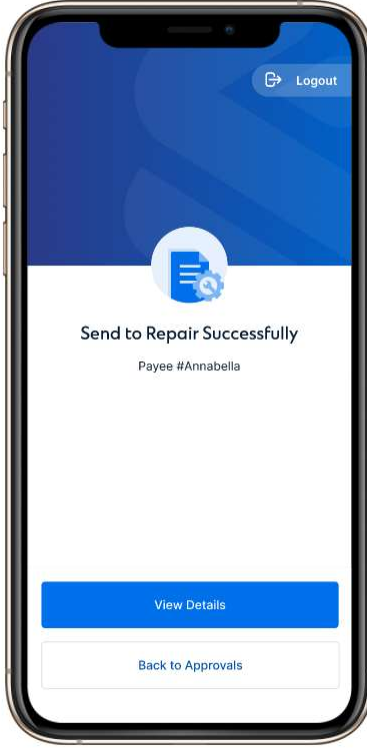 Logout
Send to Repair Successfully
Payee #Annabella
View Details
Back to Approvals